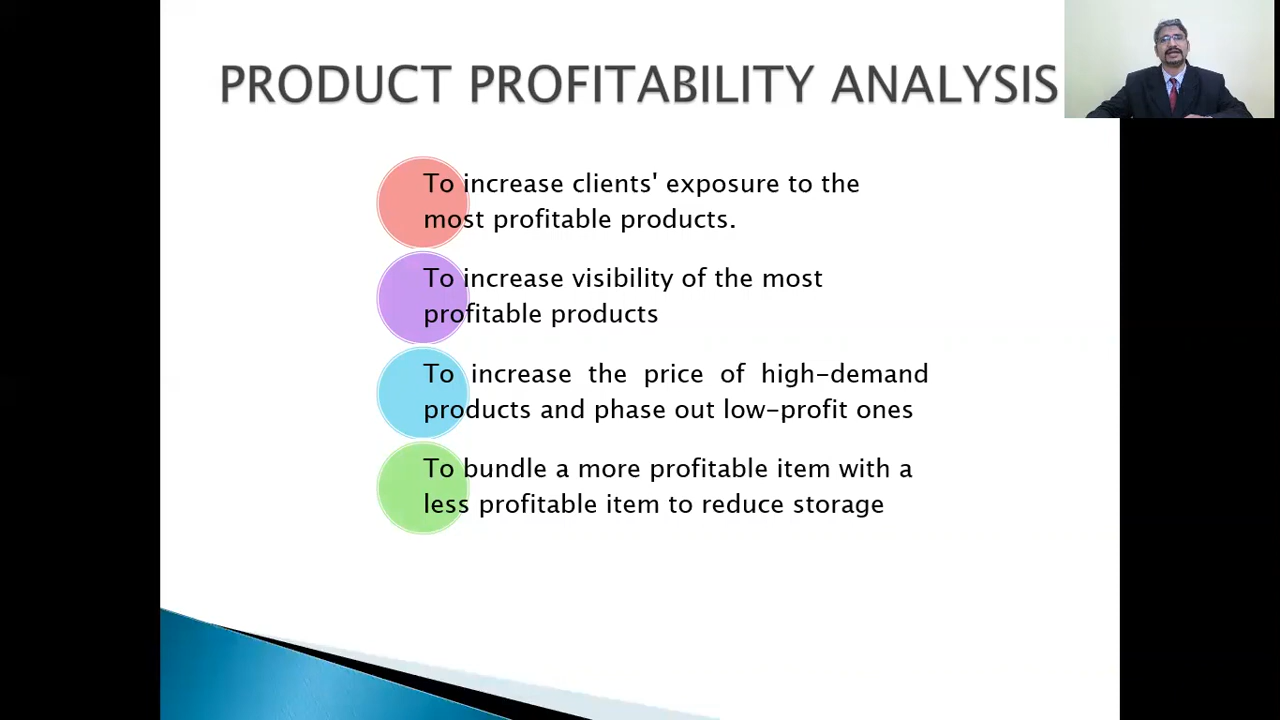 PRODUCT PROFITABILITY ANALYSIS
To increase clients' exposure to the
most profitable products.
To increase visibility of the most
profitable products
To increase the price of high-demand
products and phase out low-profit ones
To bundle a more profitable item with a
less profitable item to reduce storage